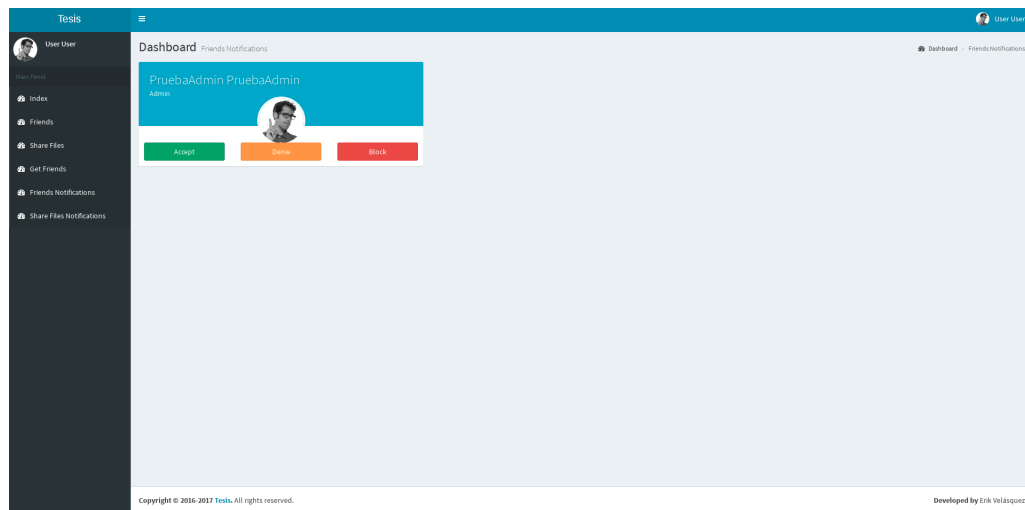 Tesis
User User
User User
Main Panel
Index
Friends
Share Files
Get Friends
Friends Notifications
Share Files Notifications
Dashboard Friends Notifications
Dashboard > Friends Notifications
PruebaAdmin PruebaAdmin
Admin
Accept
Denie
Block
Copyright © 2016-2017 Tesis. All rights reserved.
Developed by Erik Velásquez